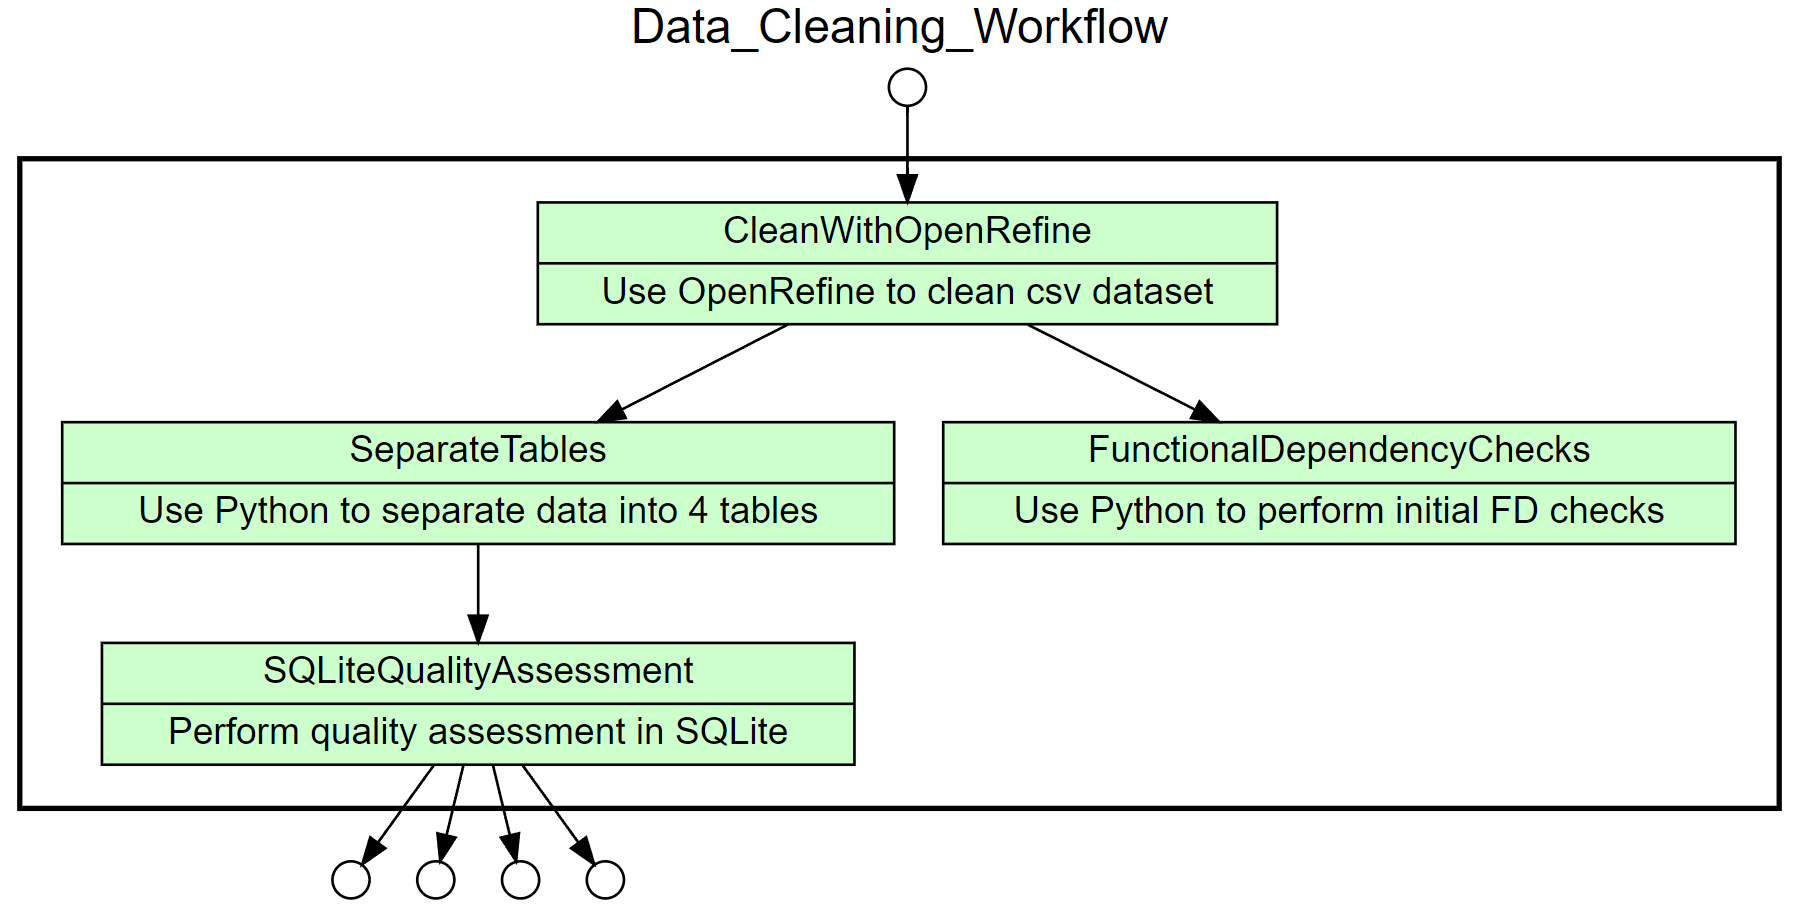 Data_Cleaning_Workflow
CleanWithOpenRefine
Use OpenRefine to clean csv dataset
SeparateTables
Use Python to separate data into 4 tables
FunctionalDependencyChecks
Use Python to perform initial FD checks
SQLiteQualityAssessment
Perform quality assessment in SQLite